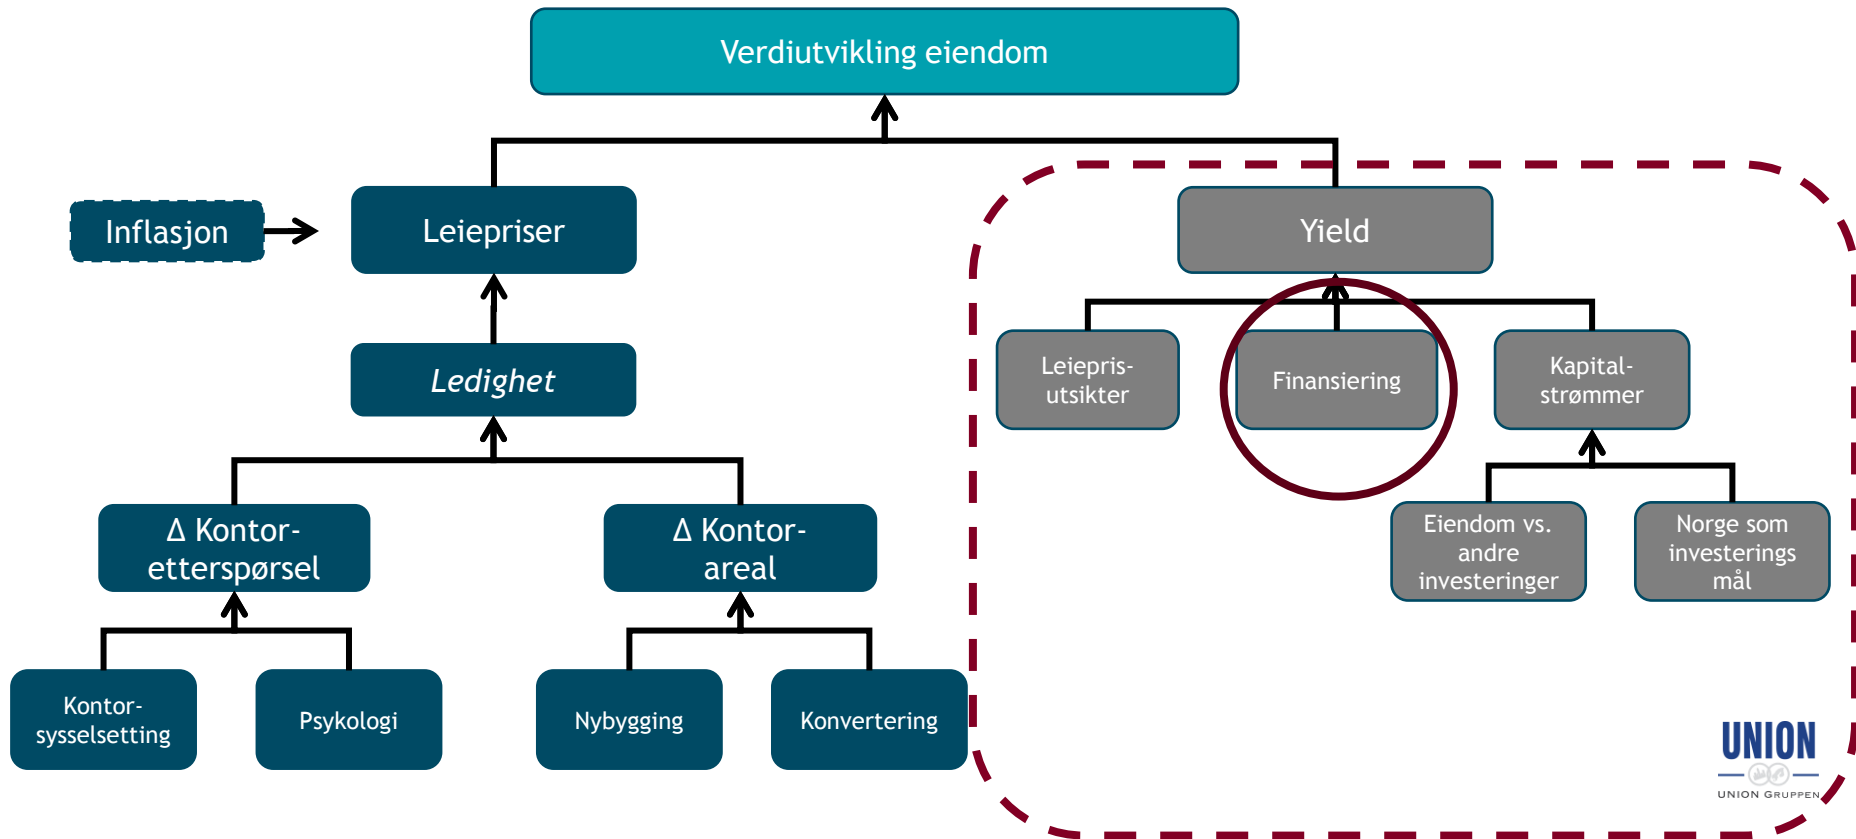 Verdiutvikling eiendom
Inflasjon
Leiepriser
Yield
Ledighet
Leiepris-
utsikter
Finansiering
Kapital-
strømmer
Δ Kontor-
etterspørsel
Δ Kontor-
areal
Eiendom vs.
andre
investeringer
Norge som
investerings
mål
Kontor-
sysselsetting
Psykologi
Nybygging
Konvertering
UNION
UNION GRUPPEN